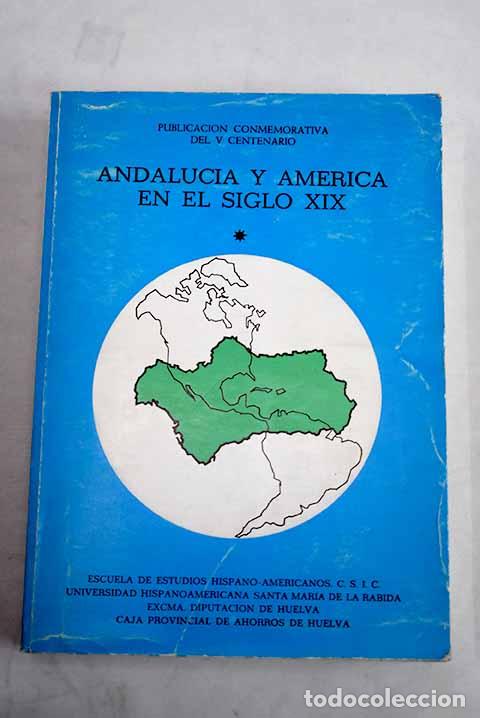 PUBLICACION CONMEMORATIVA
DEL V CENTENARIO
ANDALUCIA Y AMERICA
EN EL SIGLO XIX
*
ESCUELA DE ESTUDIOS HISPANO-AMERICANOS. C. S. I. C.
UNIVERSIDAD HISPANOAMERICANA SANTA MARIA DE LA RABIDA
EXCMA. DIPUTACION DE HUELVA
CAJA PROVINCIAL DE AHORROS DE HUELVA
todocoleccion